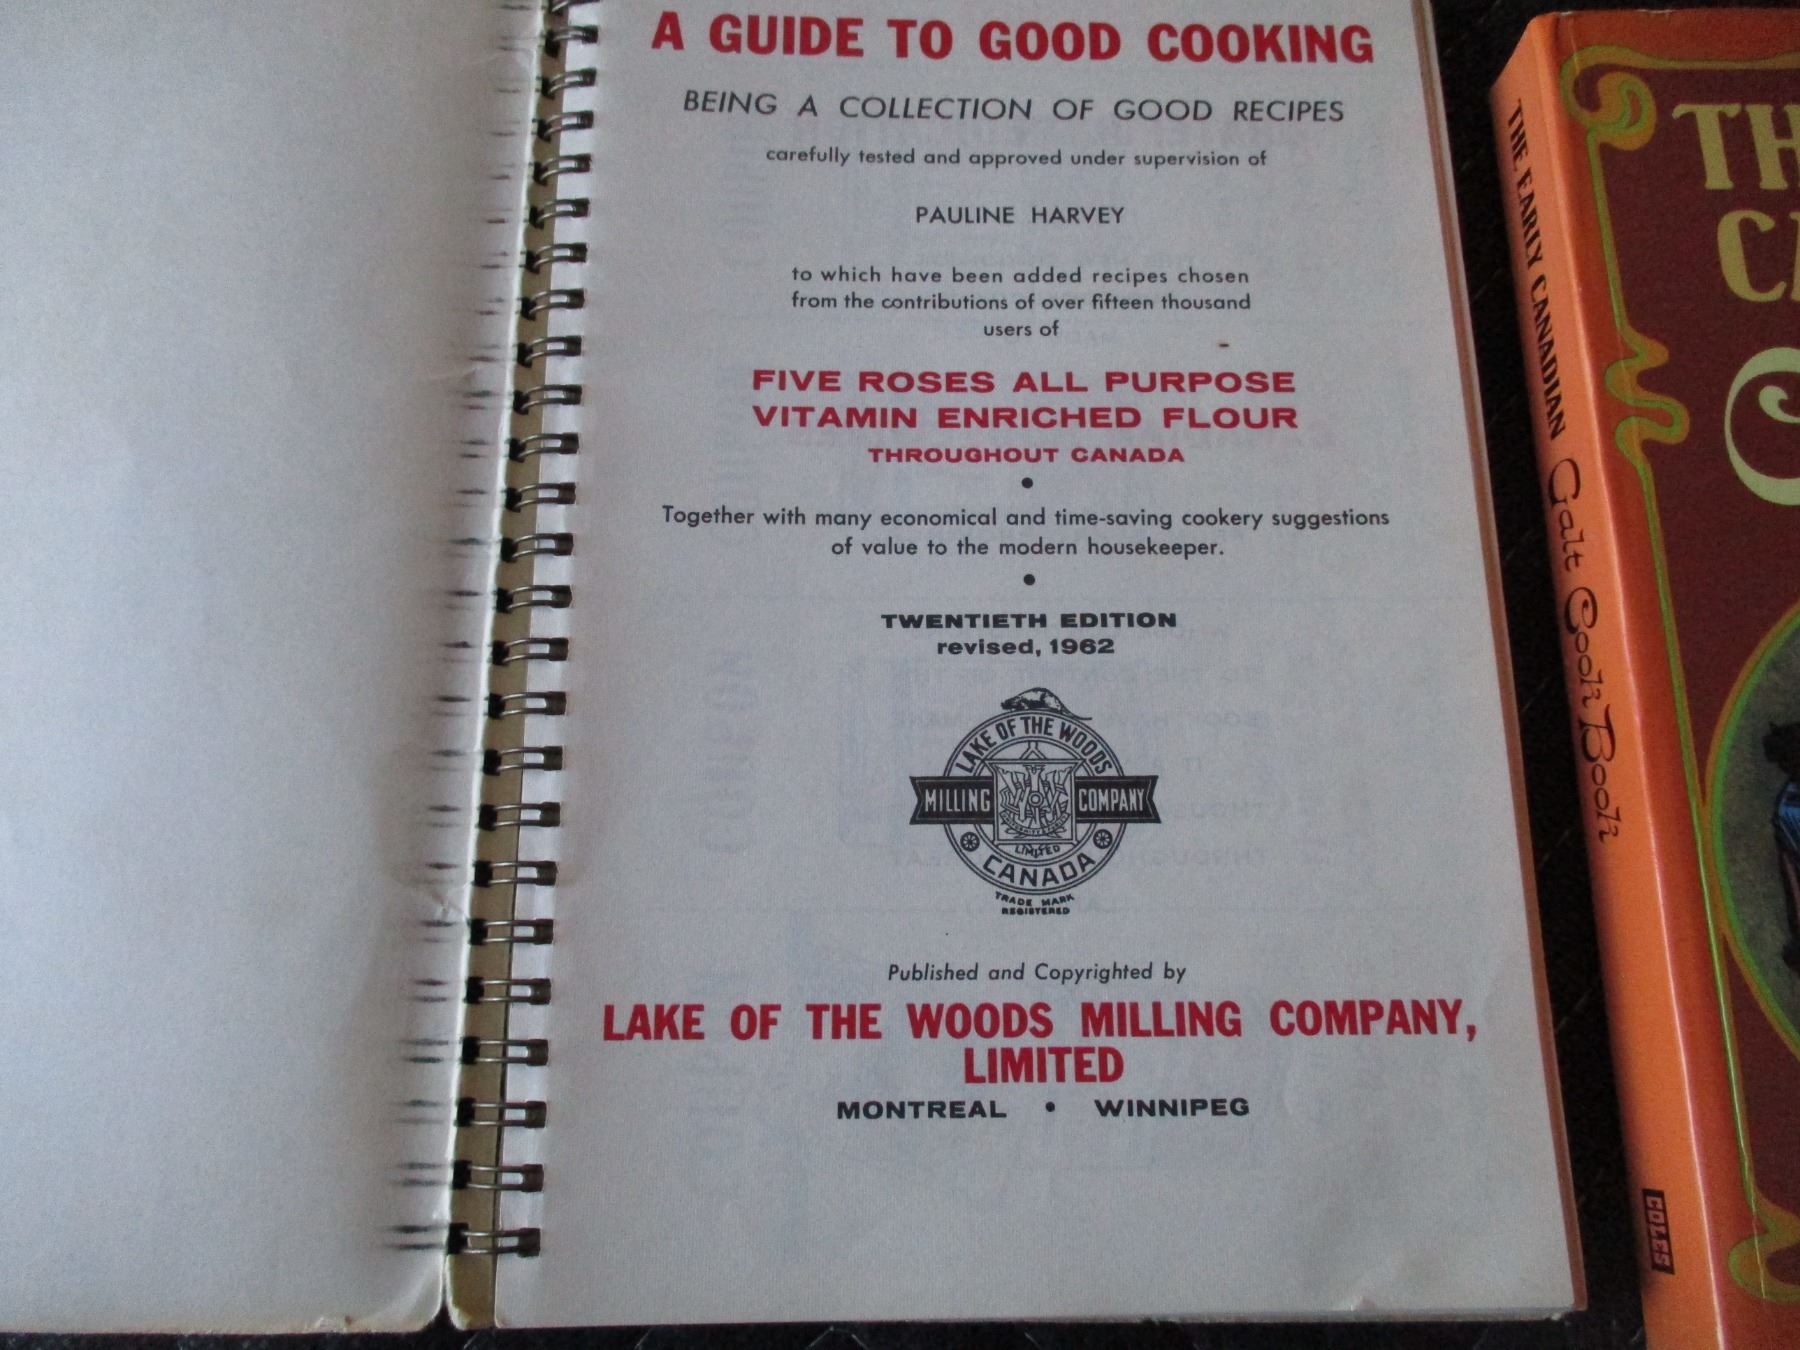 A GUIDE TO GOOD COOKING
BEING A COLLECTION OF GOOD RECIPES
carefully tested and approved under supervision of
PAULINE HARVEY
to which have been added recipes chosen
from the contributions of over fifteen thousand
users of
FIVE ROSES ALL PURPOSE
VITAMIN ENRICHED FLOUR
THROUGHOUT CANADA
•
Together with many economical and time-saving cookery suggestions
of value to the modern housekeeper.
•
TWENTIETH EDITION
revised, 1962
LAKE OF THE WOODS
MILLING COMPANY
LIMITED
CANADA
TRADE MARK
REGISTERED
Published and Copyrighted by
LAKE OF THE WOODS MILLING COMPANY,
LIMITED
MONTREAL • WINNIPEG
THE EARLY CANADIAN Galt Cook Book
COLES